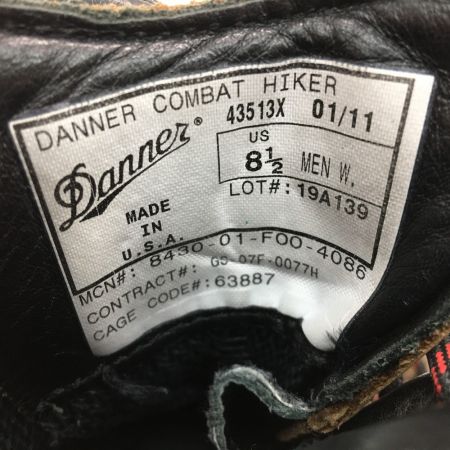 DANNER COMBAT HIKER
Danner®
43513X 01/11
US
8½ MEN W.
LOT#: 19A139
MADE
IN
U.S.A.
MCN#: 8430-01-F00-4086
CONTRACT#: GS-07F-0077H
CAGE CODE#: 63887